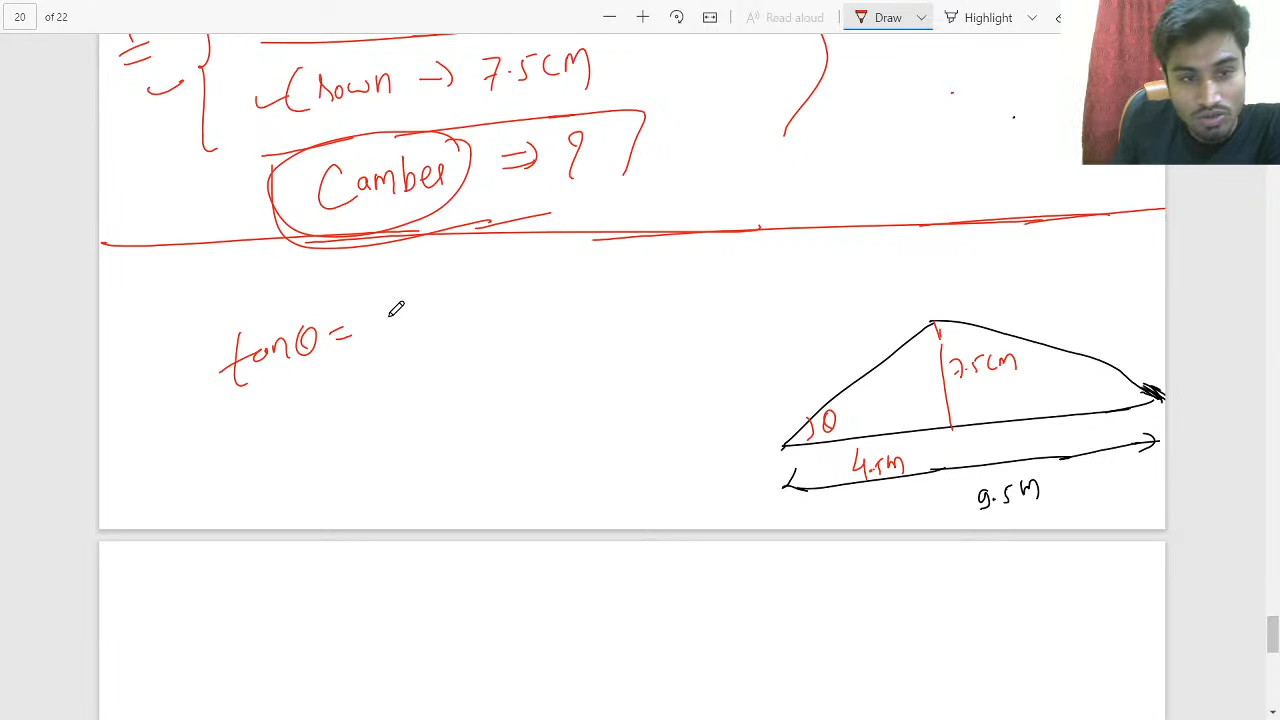 20 of 22
Read aloud
Draw
Highlight
Crown → 7.5CM
Camber ⇒ ?
tanθ =
7.5CM
θ
4.5M
9.5M